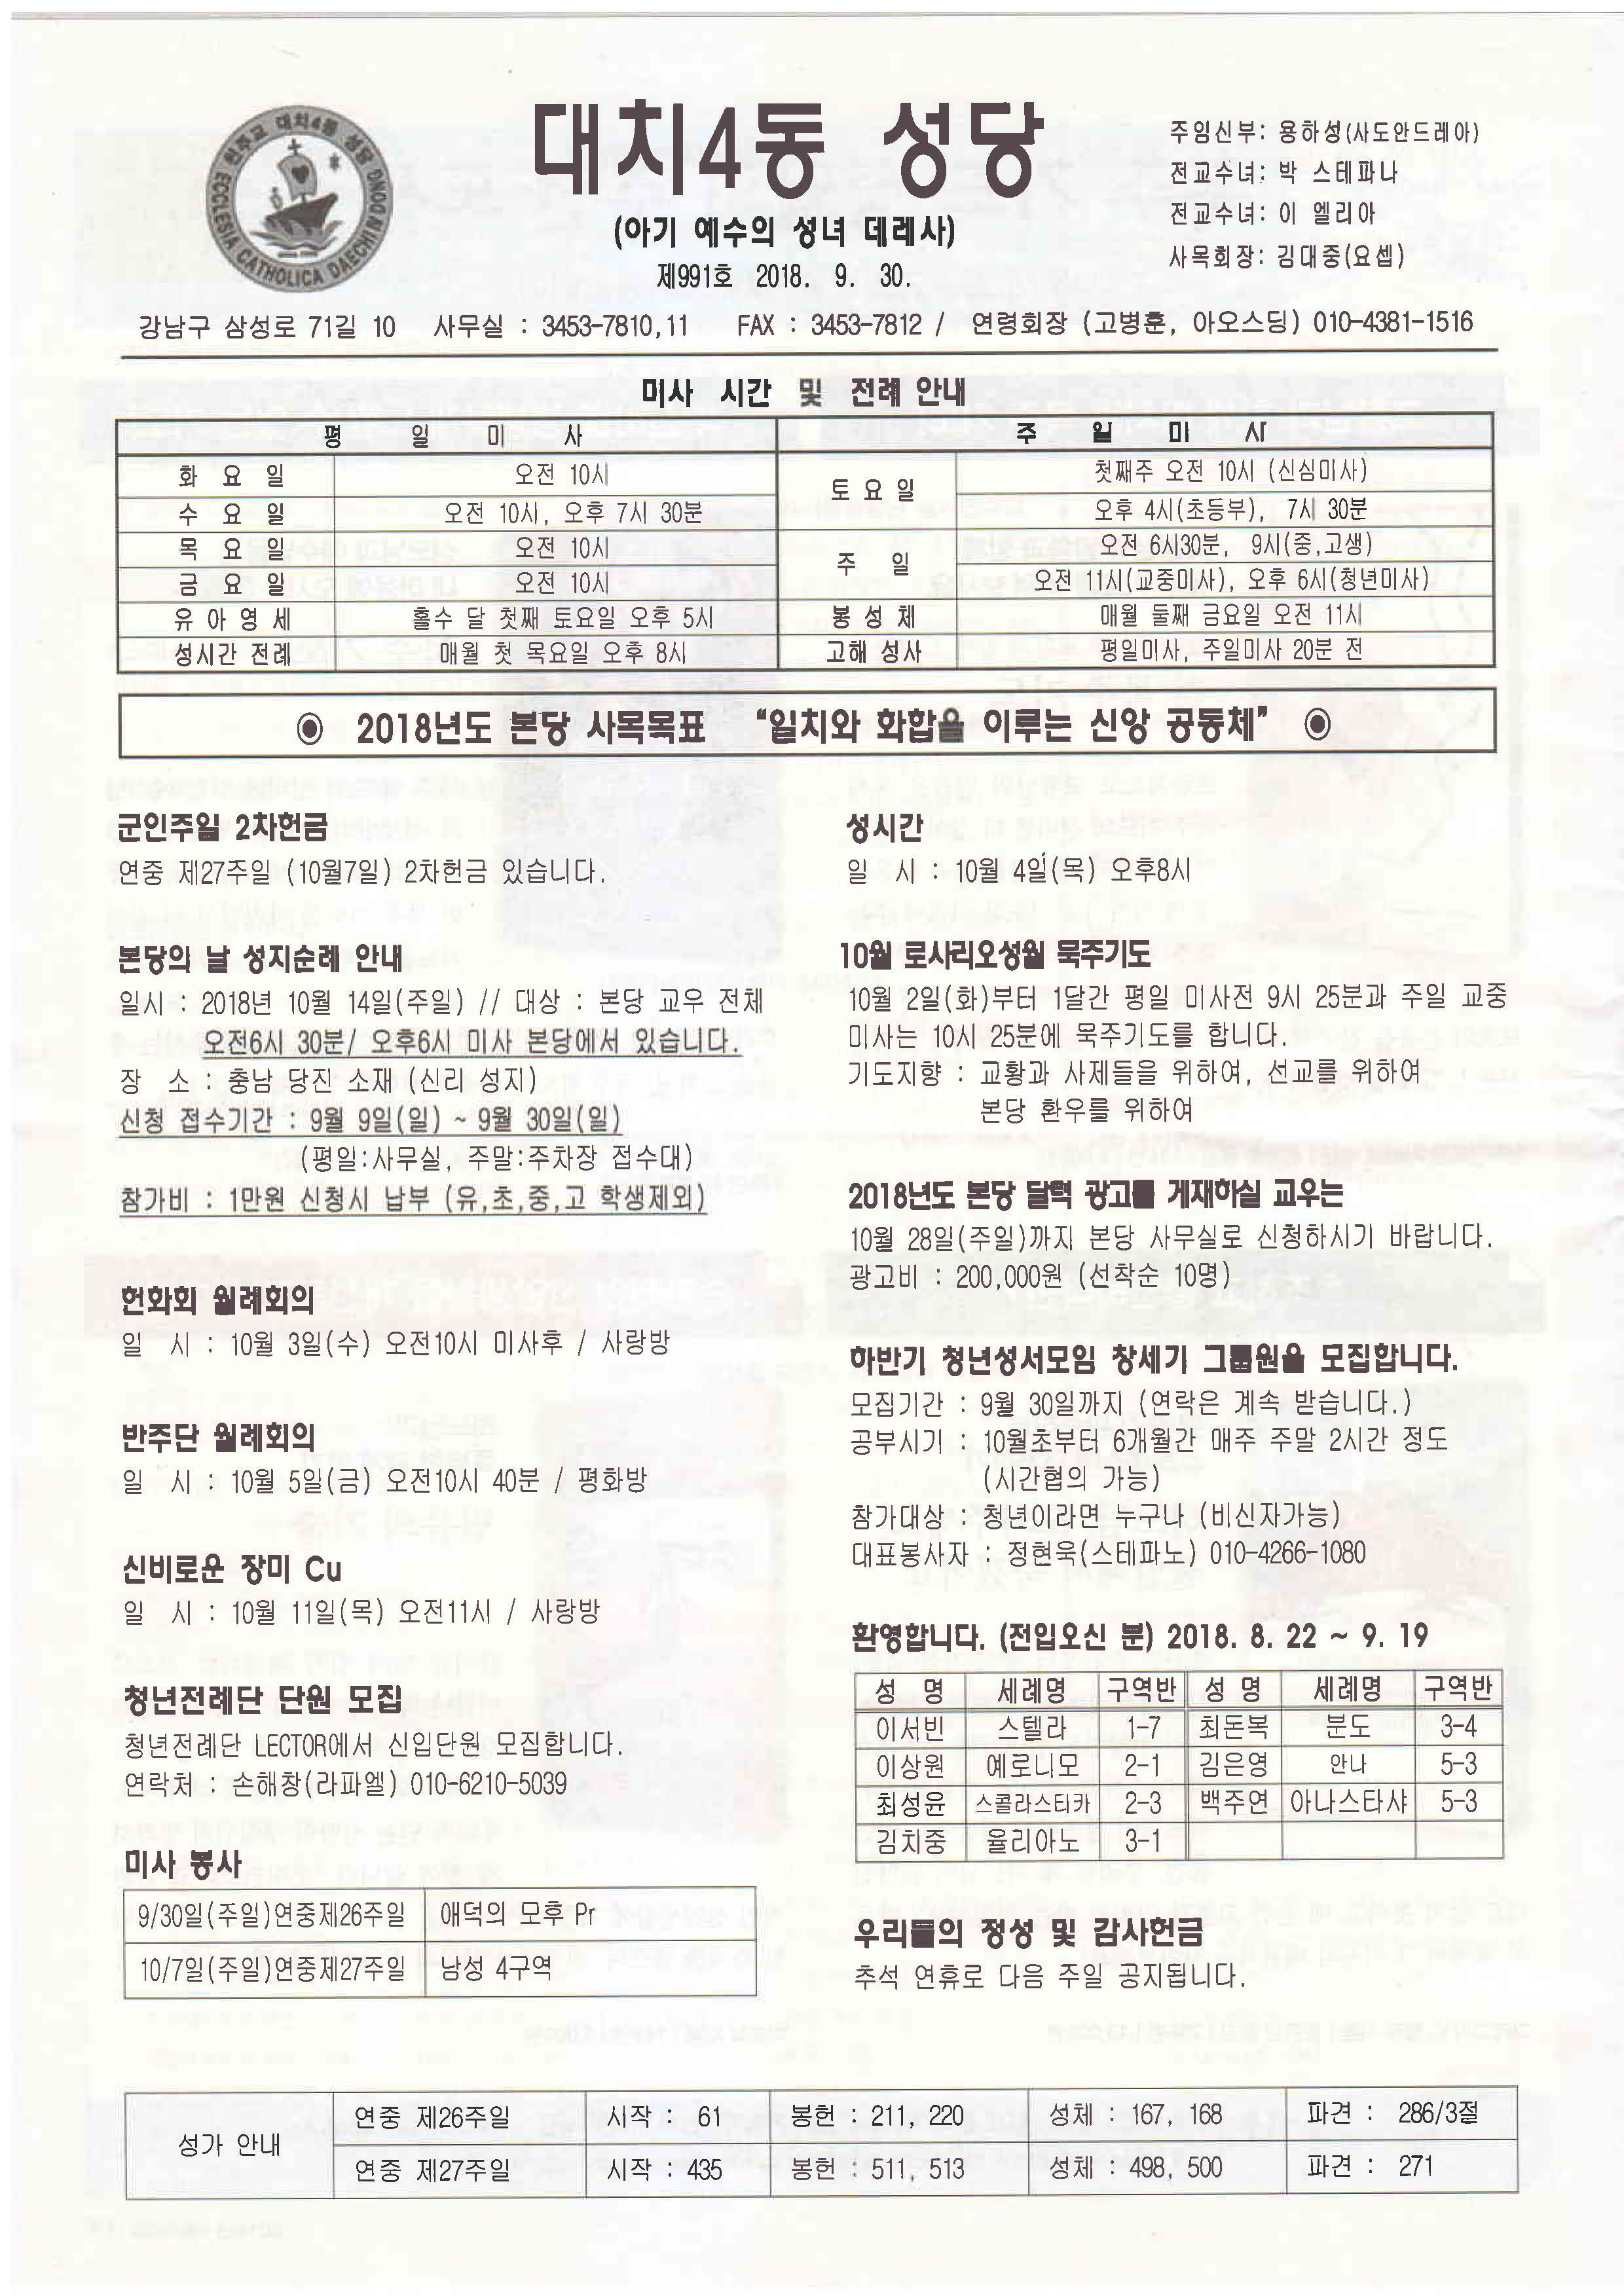 천주교 대치4동 성당
ECCLESIA CATHOLICA DAECHI DONG
대치4동 성당
(아기 예수의 성녀 데레사)
제991호 2018. 9. 30.
주임신부: 용하성(사도안드레아)
전교수녀: 박 스테파나
전교수녀: 이 엘리아
사목회장: 김대중(요셉)
강남구 삼성로 71길 10 사무실 : 3453-7810,11 FAX : 3453-7812 / 연령회장 (고병훈, 아오스딩) 010-4381-1516
미사 시간 및 전례 안내
평 일 미 사 주 일 미 사
화 요 일 오전 10시 토 요 일 첫째주 오전 10시 (신심미사)
수 요 일 오전 10시, 오후 7시 30분 오후 4시(초등부), 7시 30분
목 요 일 오전 10시 주 일 오전 6시30분, 9시(중,고생)
금 요 일 오전 10시 오전 11시(교중미사), 오후 6시(청년미사)
유 아 영 세 홀수 달 첫째 토요일 오후 5시 봉 성 체 매월 둘째 금요일 오전 11시
성시간 전례 매월 첫 목요일 오후 8시 고해 성사 평일미사, 주일미사 20분 전
◉ 2018년도 본당 사목목표 “일치와 화합을 이루는 신앙 공동체” ◉
군인주일 2차헌금
연중 제27주일 (10월7일) 2차헌금 있습니다.
본당의 날 성지순례 안내
일시 : 2018년 10월 14일(주일) // 대상 : 본당 교우 전체
오전6시 30분/ 오후6시 미사 본당에서 있습니다.
장 소 : 충남 당진 소재 (신리 성지)
신청 접수기간 : 9월 9일(일) ~ 9월 30일(일)
(평일:사무실, 주말:주차장 접수대)
참가비 : 1만원 신청시 납부 (유,초,중,고 학생제외)
헌화회 월례회의
일 시 : 10월 3일(수) 오전10시 미사후 / 사랑방
반주단 월례회의
일 시 : 10월 5일(금) 오전10시 40분 / 평화방
신비로운 장미 Cu
일 시 : 10월 11일(목) 오전11시 / 사랑방
청년전례단 단원 모집
청년전례단 LECTOR에서 신입단원 모집합니다.
연락처 : 손해창(라파엘) 010-6210-5039
미사 봉사
9/30일(주일)연중제26주일 애덕의 모후 Pr
10/7일(주일)연중제27주일 남성 4구역
성시간
일 시 : 10월 4일(목) 오후8시
10월 로사리오성월 묵주기도
10월 2일(화)부터 1달간 평일 미사전 9시 25분과 주일 교중
미사는 10시 25분에 묵주기도를 합니다.
기도지향 : 교황과 사제들을 위하여, 선교를 위하여
본당 환우를 위하여
2018년도 본당 달력 광고를 게재하실 교우는
10월 28일(주일)까지 본당 사무실로 신청하시기 바랍니다.
광고비 : 200,000원 (선착순 10명)
하반기 청년성서모임 창세기 그룹원을 모집합니다.
모집기간 : 9월 30일까지 (연락은 계속 받습니다.)
공부시기 : 10월초부터 6개월간 매주 주말 2시간 정도
(시간협의 가능)
참가대상 : 청년이라면 누구나 (비신자가능)
대표봉사자 : 정현욱(스테파노) 010-4266-1080
환영합니다. (전입오신 분) 2018. 8. 22 ~ 9. 19
성 명 세례명 구역반 성 명 세례명 구역반
이서빈 스텔라 1-7 최돈복 분도 3-4
이상원 예로니모 2-1 김은영 안나 5-3
최성윤 스콜라스티카 2-3 백주연 아나스타샤 5-3
김치중 율리아노 3-1
우리들의 정성 및 감사헌금
추석 연휴로 다음 주일 공지됩니다.
성가 안내 연중 제26주일 시작 : 61 봉헌 : 211, 220 성체 : 167, 168 파견 : 286/3절
연중 제27주일 시작 : 435 봉헌 : 511, 513 성체 : 498, 500 파견 : 271